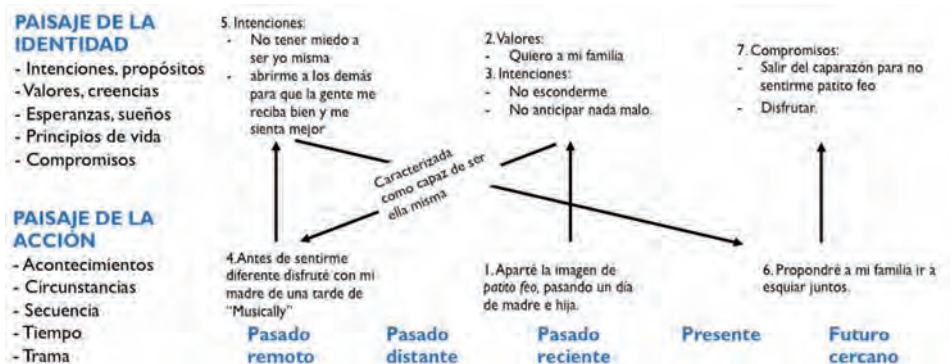 PAISAJE DE LA
IDENTIDAD
- Intenciones, propósitos
- Valores, creencias
- Esperanzas, sueños
- Principios de vida
- Compromisos
5. Intenciones:
- No tener miedo a
ser yo misma
- abrirme a los demás
para que la gente me
reciba bien y me
sienta mejor
2. Valores:
- Quiero a mi familia
3. Intenciones:
- No esconderme
- No anticipar nada malo.
7. Compromisos:
- Salir del caparazón para no
sentirme patito feo
- Disfrutar.
Caracterizada
como capaz de ser
ella misma
PAISAJE DE LA
ACCIÓN
- Acontecimientos
- Circunstancias
- Secuencia
- Tiempo
- Trama
4. Antes de sentirme
diferente disfruté con mi
madre de una tarde de
"Musically"
1. Aparté la imagen de
patito feo, pasando un día
de madre e hija.
6. Propondré a mi familia ir a
esquiar juntos.
Pasado
remoto
Pasado
distante
Pasado
reciente
Presente
Futuro
cercano